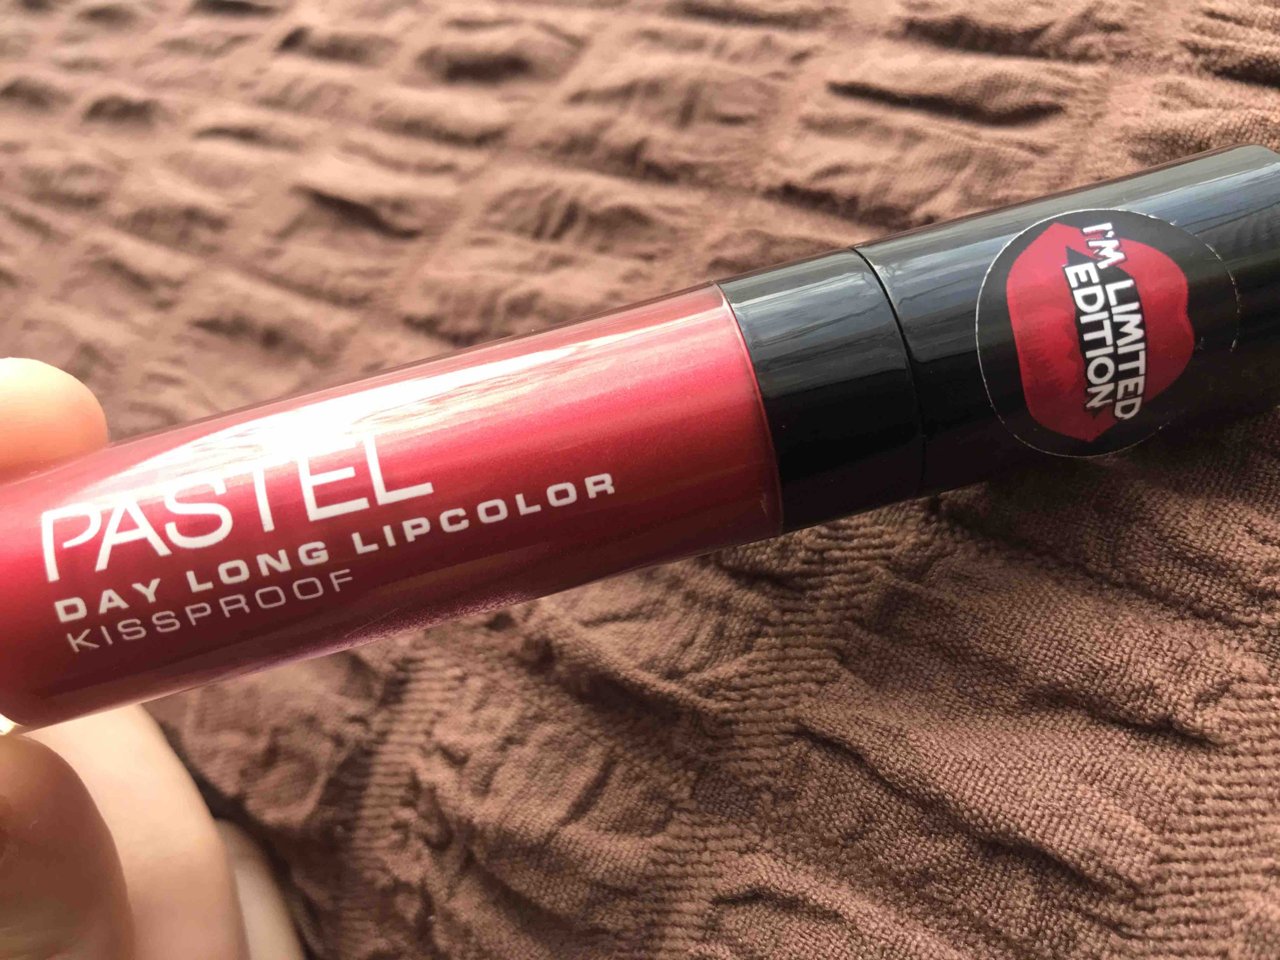 PASTEL
DAY LONG LIPCOLOR
KISSPROOF
I'M LIMITED
EDITION